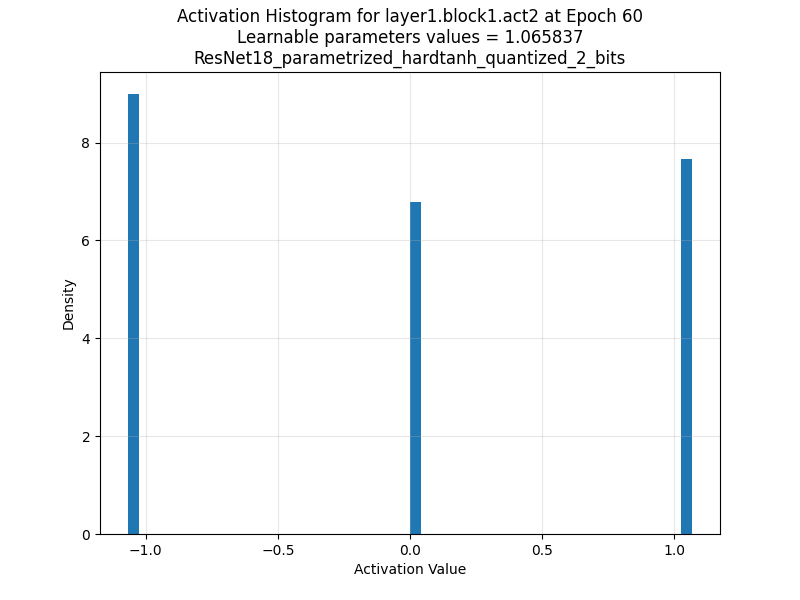 Activation Histogram for layer1.block1.act2 at Epoch 60
Learnable parameters values = 1.065837
ResNet18_parametrized_hardtanh_quantized_2_bits
8
6
4
2
0
Density
−1.0 −0.5 0.0 0.5 1.0
Activation Value